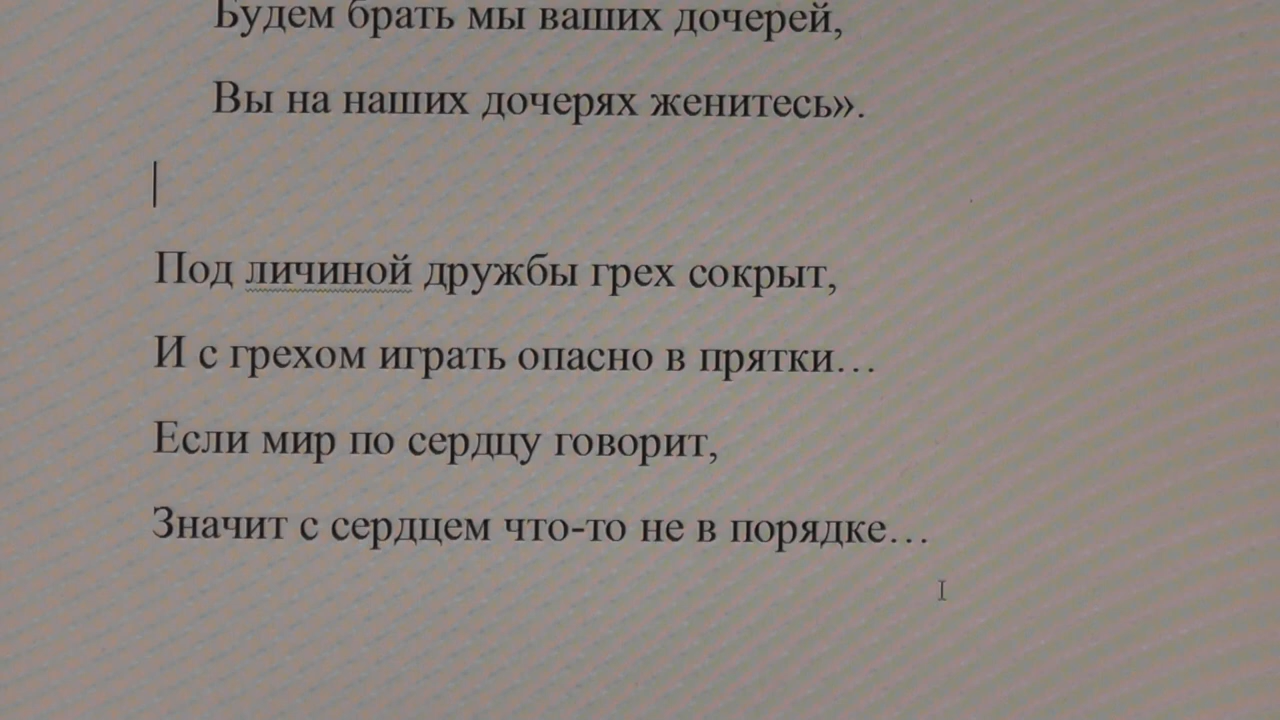 Будем брать мы ваших дочерей,
Вы на наших дочерях женитесь».
Под личиной дружбы грех сокрыт,
И с грехом играть опасно в прятки…
Если мир по сердцу говорит,
Значит с сердцем что-то не в порядке…